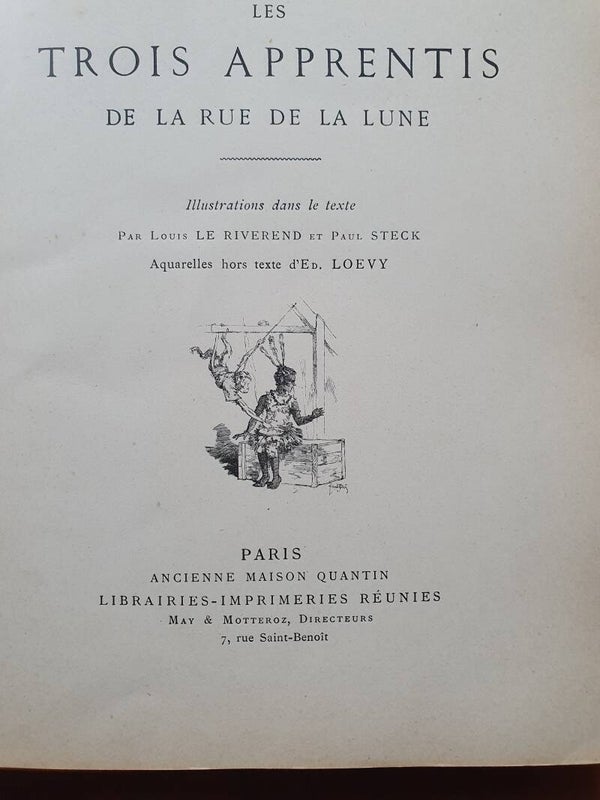 LES
TROIS APPRENTIS
DE LA RUE DE LA LUNE
Illustrations dans le texte
PAR LOUIS LE RIVEREND ET PAUL STECK
Aquarelles hors texte d'ED. LOEVY
PARIS
ANCIENNE MAISON QUANTIN
LIBRAIRIES-IMPRIMERIES RÉUNIES
MAY & MOTTEROZ, DIRECTEURS
7, rue Saint-Benoît